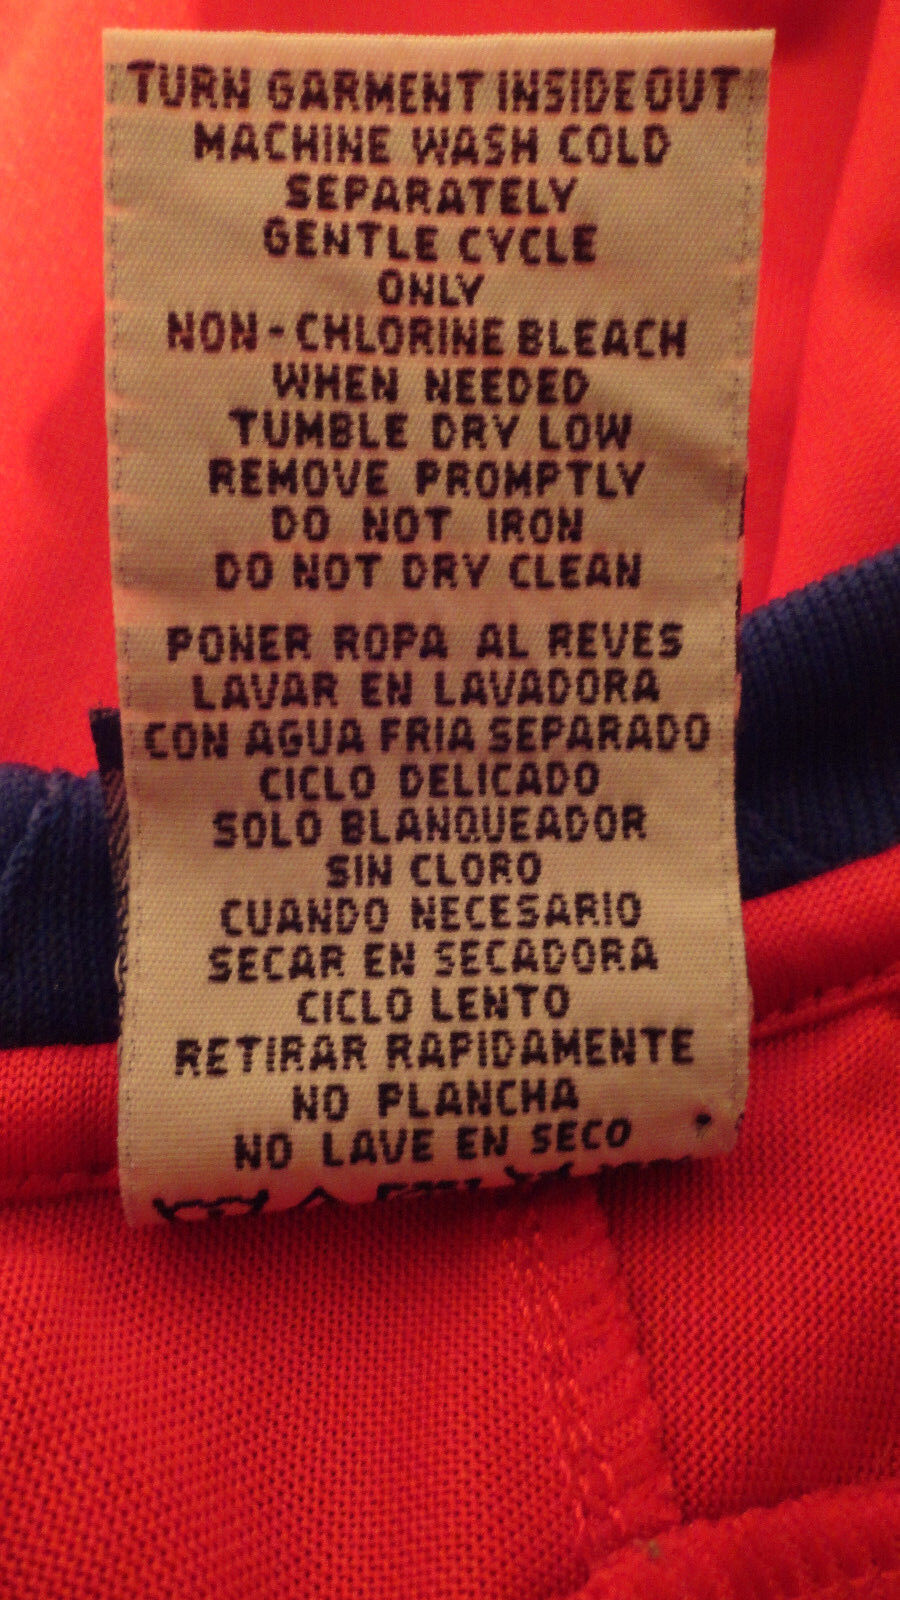 TURN GARMENT INSIDE OUT
MACHINE WASH COLD
SEPARATELY
GENTLE CYCLE
ONLY
NON-CHLORINE BLEACH
WHEN NEEDED
TUMBLE DRY LOW
REMOVE PROMPTLY
DO NOT IRON
DO NOT DRY CLEAN
PONER ROPA AL REVES
LAVAR EN LAVADORA
CON AGUA FRIA SEPARADO
CICLO DELICADO
SOLO BLANQUEADOR
SIN CLORO
CUANDO NECESARIO
SECAR EN SECADORA
CICLO LENTO
RETIRAR RAPIDAMENTE
NO PLANCHA
NO LAVE EN SECO